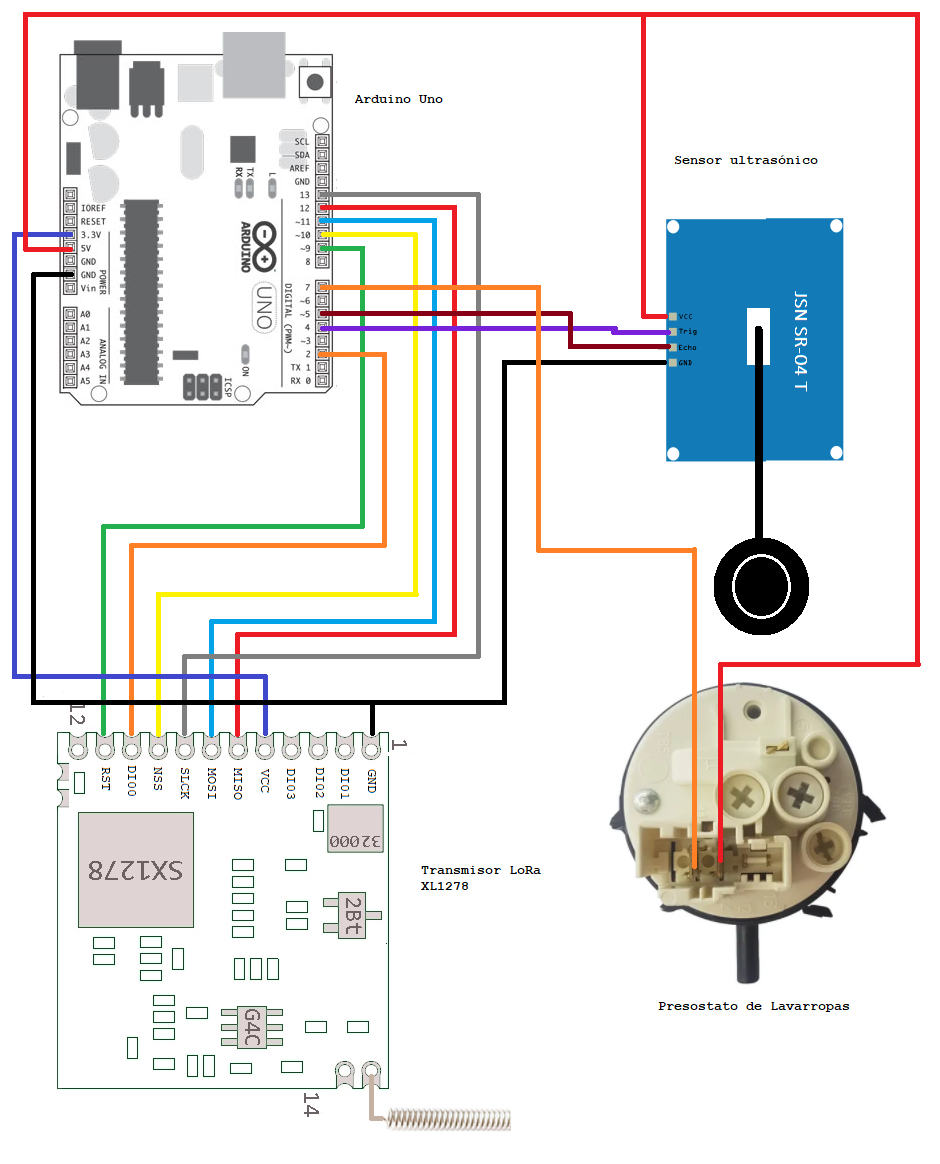 Arduino Uno
SCL
SDA
AREF
GND
13
12
~11
~10
~9
8
7
~6
~5
4
~3
2
TX 1
RX 0
RX
TX
L
ARDUINO
UNO
DIGITAL (PWM~)
ON
ICSP
IOREF
RESET
3.3V
5V
GND
GND
Vin
POWER
A0
A1
A2
A3
A4
A5
ANALOG IN
Sensor ultrasónico
VCC
Trig
Echo
GND
JSN SR-04 T
12
1
RST
DI00
NSS
SLCK
MOSI
MISO
VCC
DI03
DI02
DI01
GND
SX1278
32000
2Bt
G4C
14
Transmisor LoRa
XL1278
Presostato de Lavarropas